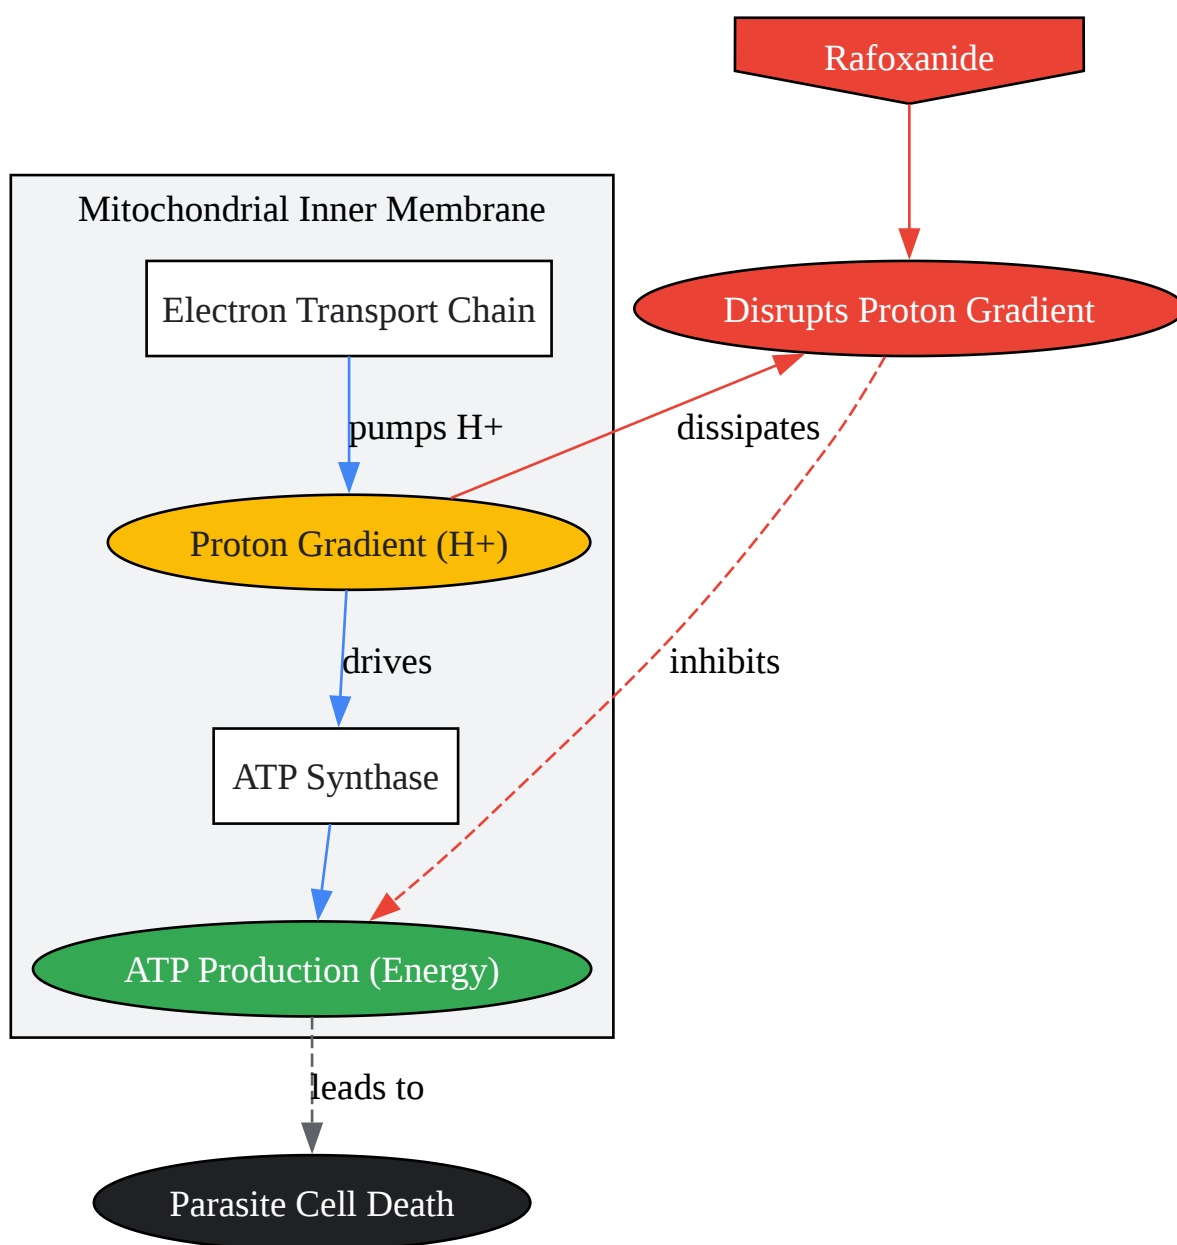 Rafoxanide
Mitochondrial Inner Membrane
Electron Transport Chain
Disrupts Proton Gradient
pumps H+
dissipates
Proton Gradient (H+)
drives
inhibits
ATP Synthase
ATP Production (Energy)
leads to
Parasite Cell Death